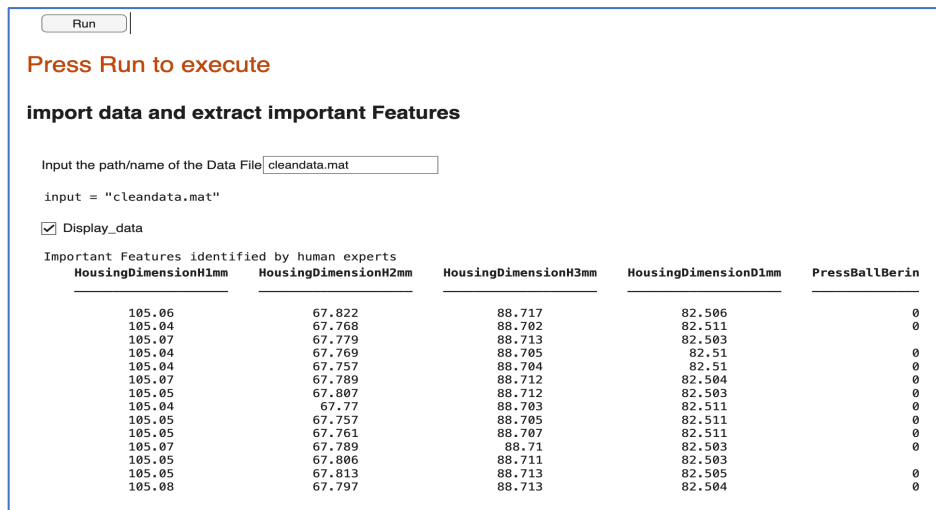 Run
Press Run to execute
import data and extract important Features
Input the path/name of the Data File cleandata.mat
input = "cleandata.mat"
Display_data
Important Features identified by human experts
HousingDimensionH1mm HousingDimensionH2mm HousingDimensionH3mm HousingDimensionD1mm PressBallBerin
105.06 67.822 88.717 82.506 0
105.04 67.768 88.702 82.511 0
105.07 67.779 88.713 82.503
105.04 67.769 88.705 82.51 0
105.04 67.757 88.704 82.51 0
105.07 67.789 88.712 82.504 0
105.05 67.807 88.712 82.503 0
105.04 67.77 88.703 82.511 0
105.05 67.757 88.705 82.511 0
105.05 67.761 88.707 82.511 0
105.07 67.789 88.71 82.503 0
105.05 67.806 88.711 82.503
105.05 67.813 88.713 82.505 0
105.08 67.797 88.713 82.504 0